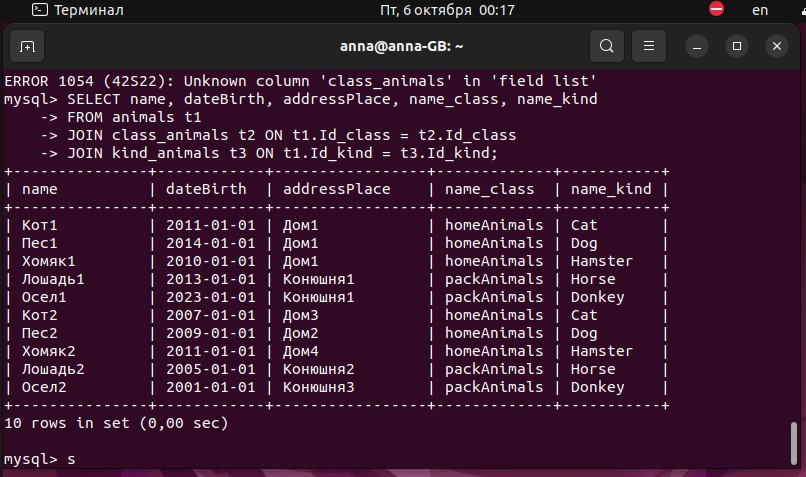 Терминал Пт, 6 октября 00:17 en
anna@anna-GB: ~
ERROR 1054 (42S22): Unknown column 'class_animals' in 'field list'
mysql> SELECT name, dateBirth, addressPlace, name_class, name_kind
    -> FROM animals t1
    -> JOIN class_animals t2 ON t1.Id_class = t2.Id_class
    -> JOIN kind_animals t3 ON t1.Id_kind = t3.Id_kind;
+---------------+------------+-----------------+-------------+-----------+
| name          | dateBirth  | addressPlace    | name_class  | name_kind |
+---------------+------------+-----------------+-------------+-----------+
| Кот1          | 2011-01-01 | Дом1            | homeAnimals | Cat       |
| Пес1          | 2014-01-01 | Дом1            | homeAnimals | Dog       |
| Хомяк1        | 2010-01-01 | Дом1            | homeAnimals | Hamster   |
| Лошадь1       | 2013-01-01 | Конюшня1        | packAnimals | Horse     |
| Осел1         | 2023-01-01 | Конюшня1        | packAnimals | Donkey    |
| Кот2          | 2007-01-01 | Дом3            | homeAnimals | Cat       |
| Пес2          | 2009-01-01 | Дом2            | homeAnimals | Dog       |
| Хомяк2        | 2011-01-01 | Дом4            | homeAnimals | Hamster   |
| Лошадь2       | 2005-01-01 | Конюшня2        | packAnimals | Horse     |
| Осел2         | 2001-01-01 | Конюшня3        | packAnimals | Donkey    |
+---------------+------------+-----------------+-------------+-----------+
10 rows in set (0,00 sec)
mysql> s